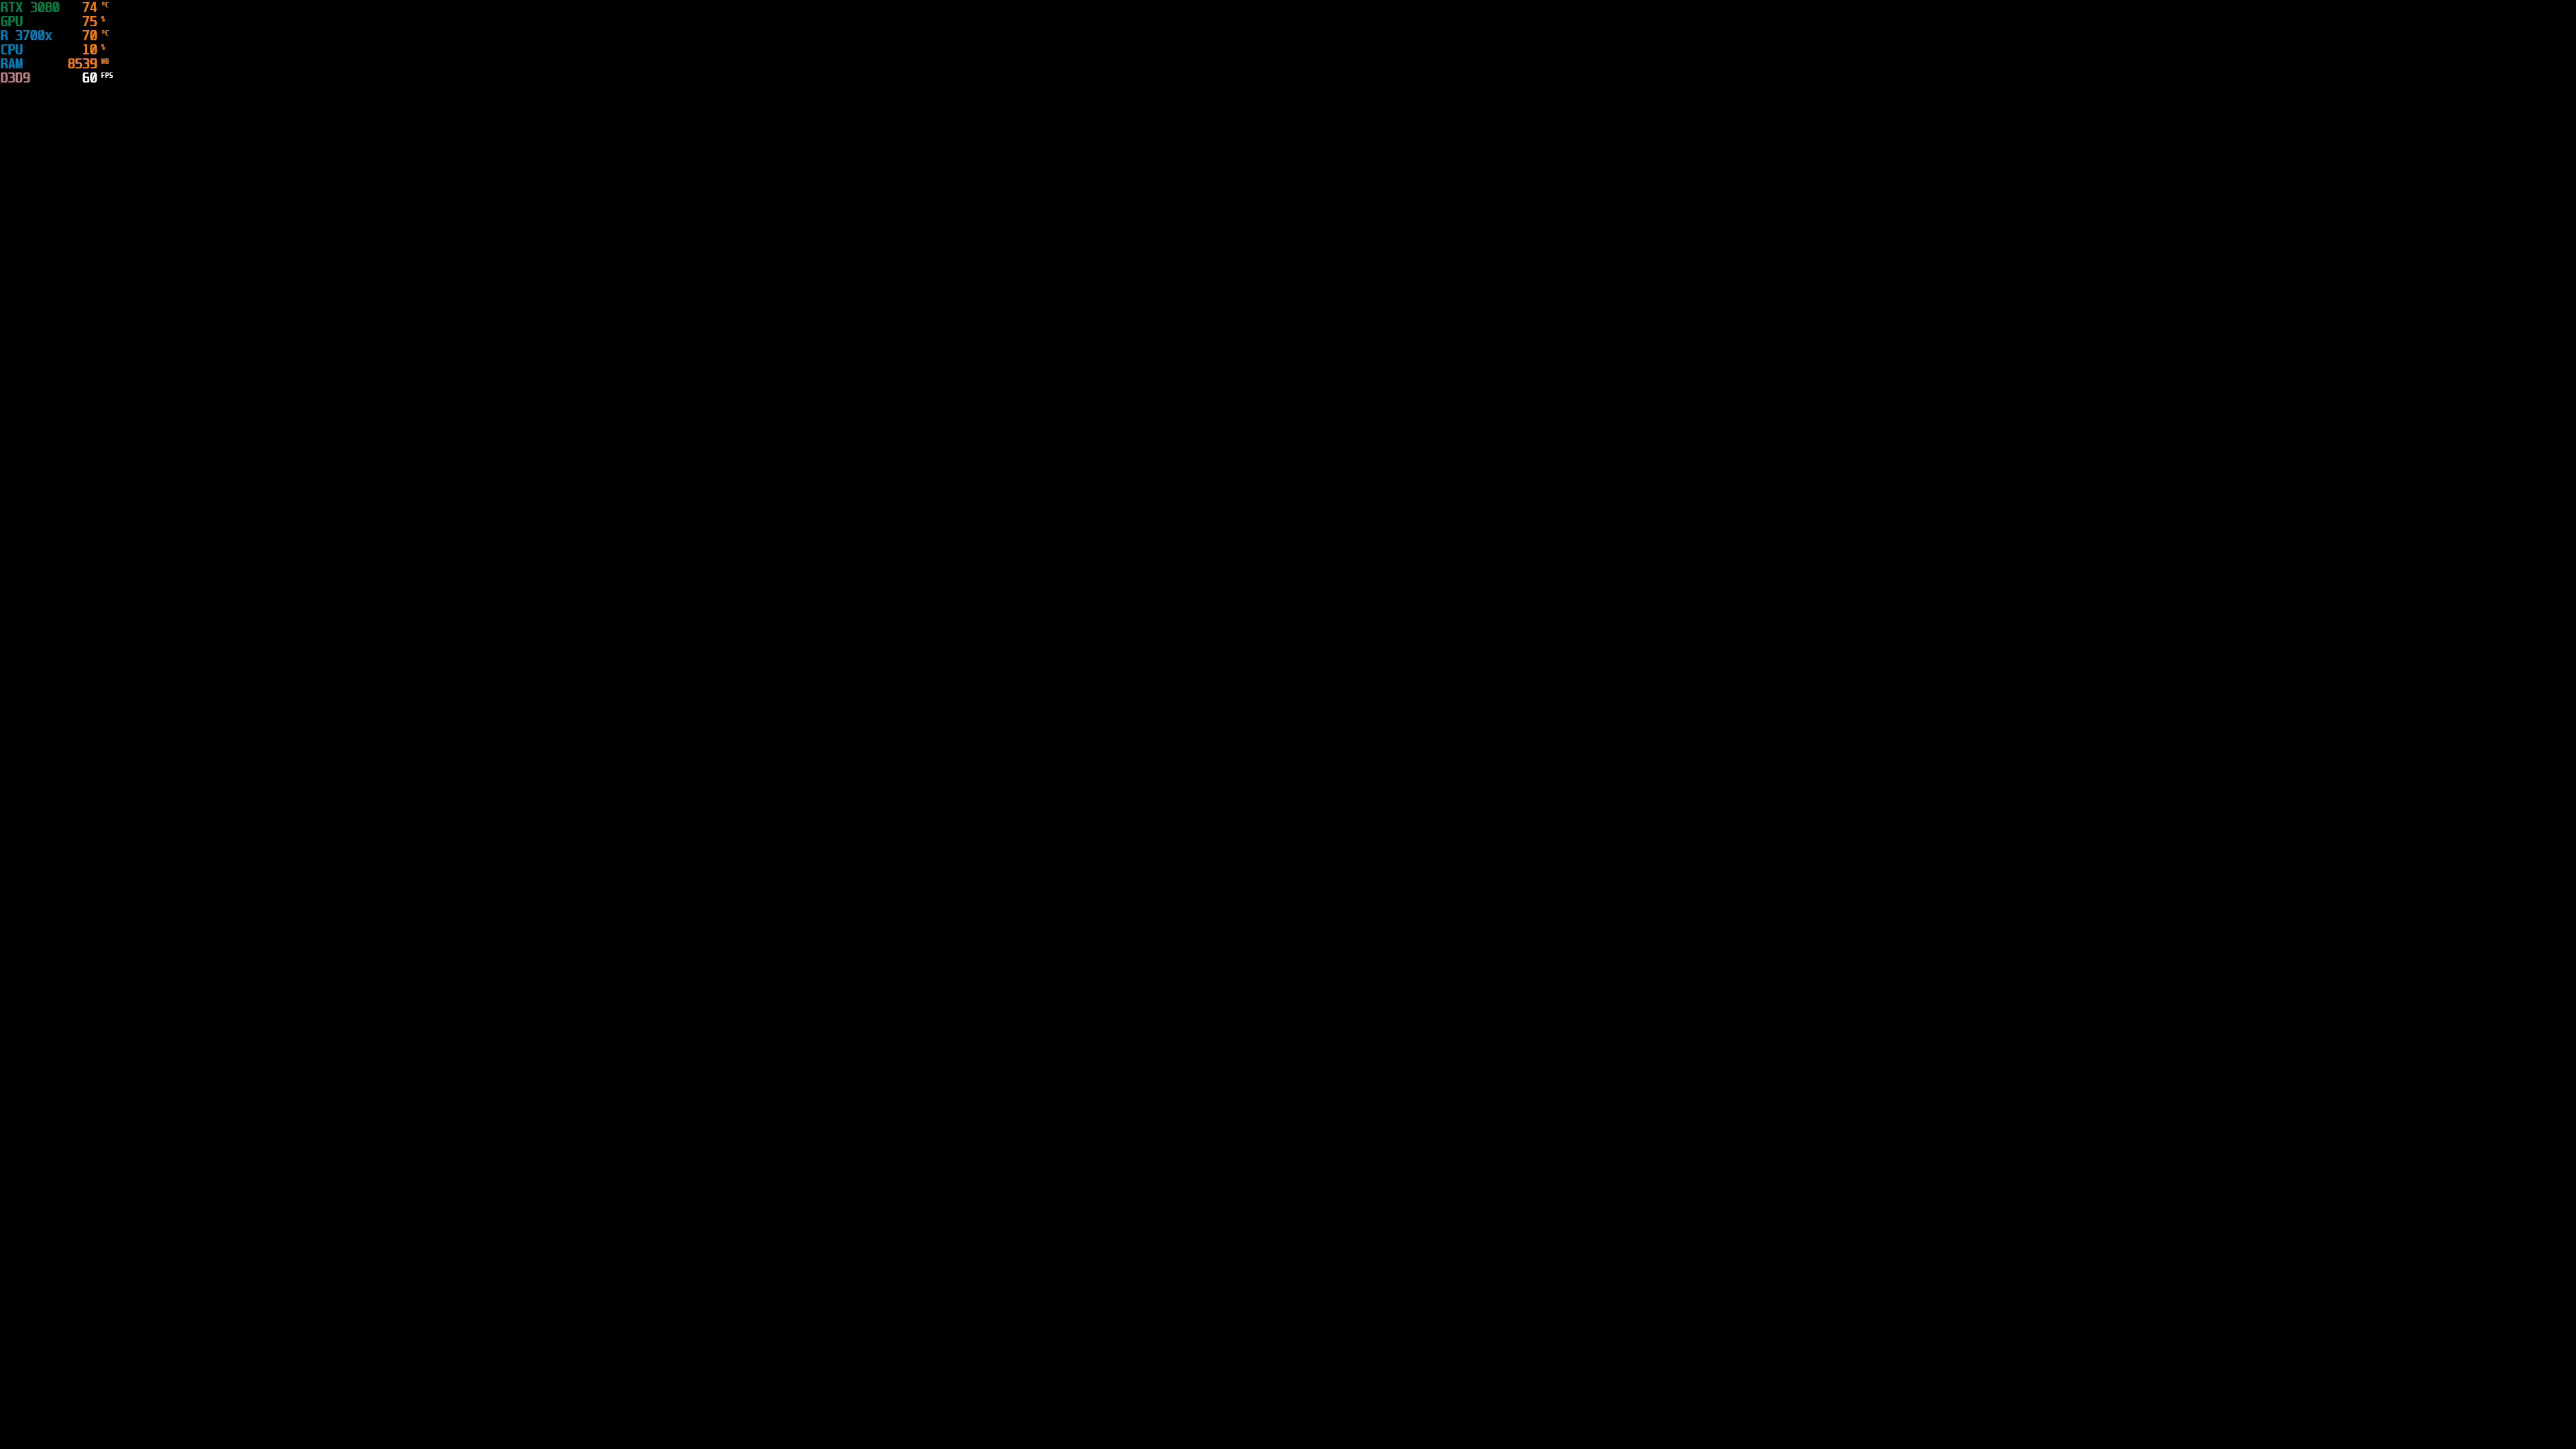 RTX 3080 74 °C
GPU 75 %
R 3700x 70 °C
CPU 10 %
RAM 8539 MB
D3D9 60 FPS